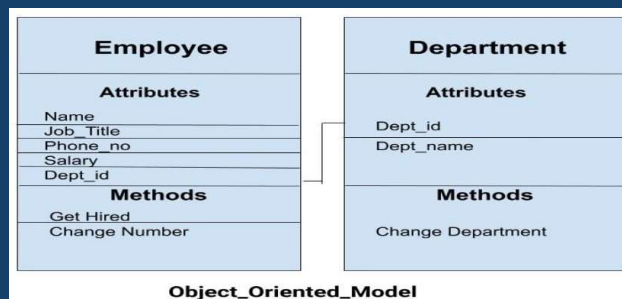 Employee
Attributes
Name
Job_Title
Phone_no
Salary
Dept_id
Methods
Get Hired
Change Number
Department
Attributes
Dept_id
Dept_name
Methods
Change Department
Object_Oriented_Model